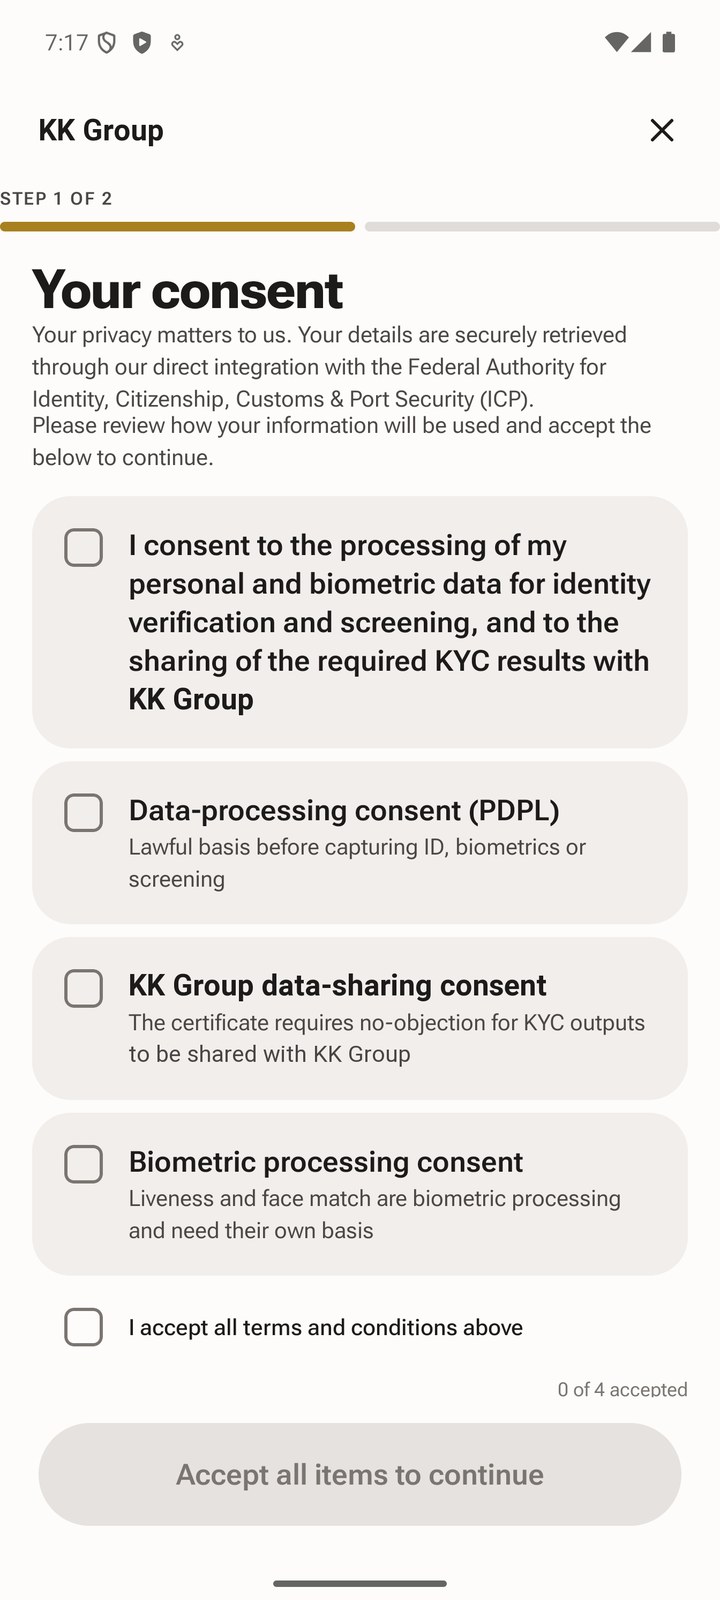 7:17
KK Group
STEP 1 OF 2
Your consent
Your privacy matters to us. Your details are securely retrieved
through our direct integration with the Federal Authority for
Identity, Citizenship, Customs & Port Security (ICP).
Please review how your information will be used and accept the
below to continue.
I consent to the processing of my
personal and biometric data for identity
verification and screening, and to the
sharing of the required KYC results with
KK Group
Data-processing consent (PDPL)
Lawful basis before capturing ID, biometrics or
screening
KK Group data-sharing consent
The certificate requires no-objection for KYC outputs
to be shared with KK Group
Biometric processing consent
Liveness and face match are biometric processing
and need their own basis
I accept all terms and conditions above
0 of 4 accepted
Accept all items to continue